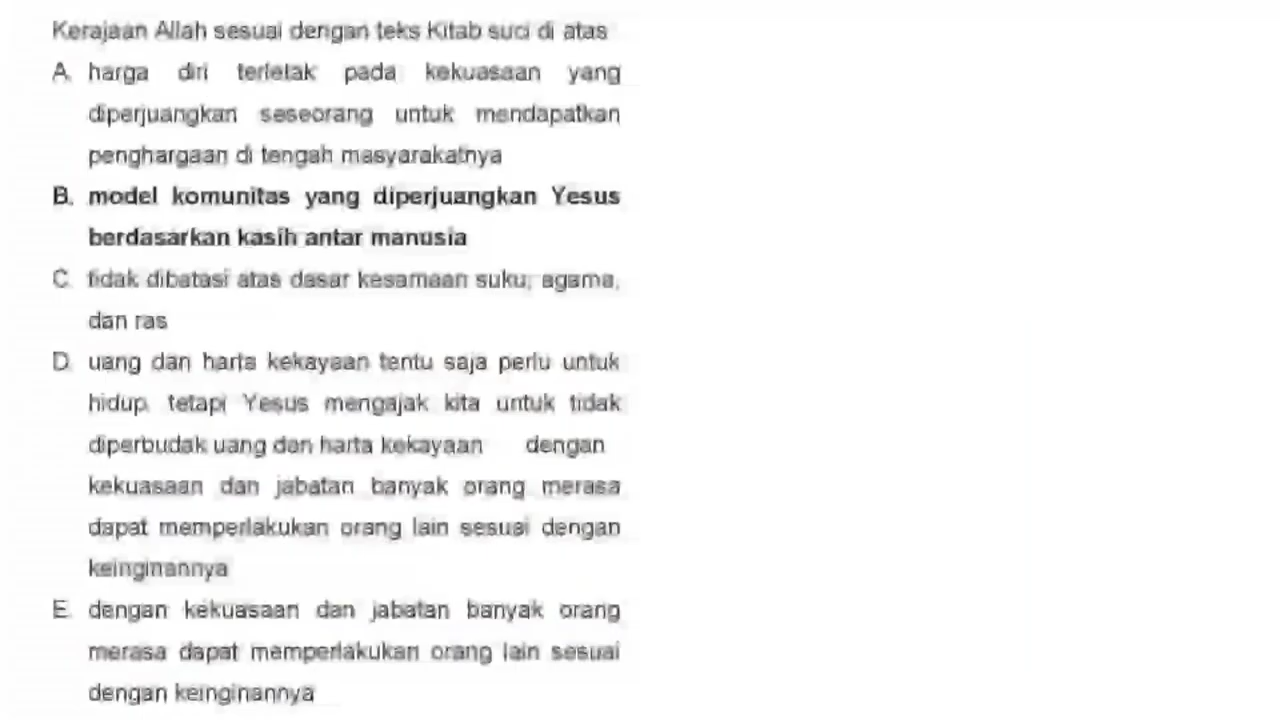 Kerajaan Allah sesuai dengan teks Kitab suci di atas
A. harga diri terletak pada kekuasaan yang
diperjuangkan seseorang untuk mendapatkan
penghargaan di tengah masyarakatnya
B. model komunitas yang diperjuangkan Yesus
berdasarkan kasih antar manusia
C. tidak dibatasi atas dasar kesamaan suku, agama,
dan ras
D. uang dan harta kekayaan tentu saja perlu untuk
hidup, tetapi Yesus mengajak kita untuk tidak
diperbudak uang dan harta kekayaan dengan
kekuasaan dan jabatan banyak orang merasa
dapat memperlakukan orang lain sesuai dengan
keinginannya
E. dengan kekuasaan dan jabatan banyak orang
merasa dapat memperlakukan orang lain sesuai
dengan keinginannya